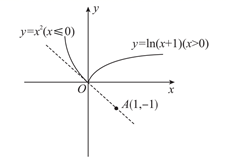 y
y=x²(x≤0)
y=ln(x+1)(x>0)
O
x
A(1,-1)